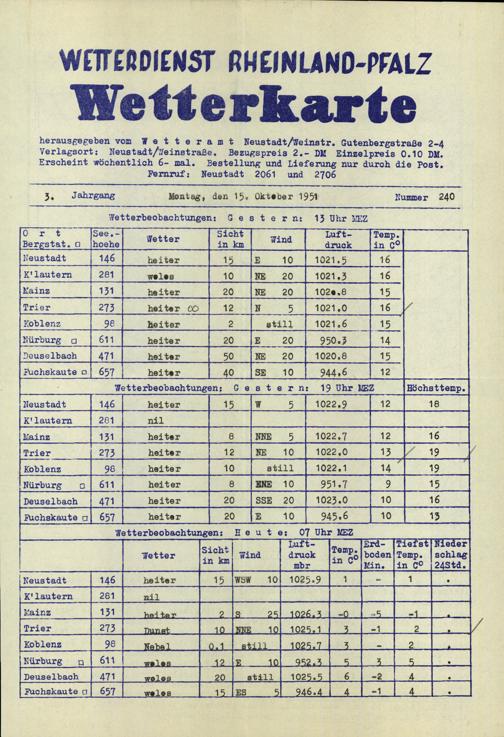 WETTERDIENST RHEINLAND-PFALZ
Wetterkarte
herausgegeben vom W e t t e r a m t Neustadt/Weinstr. Gutenbergstraße 2-4
Verlagsort: Neustadt/Weinstraße. Bezugspreis 2.- DM Einzelpreis 0.10 DM.
Erscheint wöchentlich 6- mal. Bestellung und Lieferung nur durch die Post.
Fernruf: Neustadt 2061 und 2706
3. Jahrgang Montag, den 15. Oktober 1951 Nummer 240
Wetterbeobachtungen: G e s t e r n: 13 Uhr MEZ
O r t See.- Wetter Sicht Wind Luft- Temp.
Bergstat. □ hoehe in km druck in C°
Neustadt 146 heiter 15 E 10 1021.5 16
K'lautern 281 wolos 10 NE 20 1021.3 16
Mainz 131 heiter 20 NE 20 1020.8 15
Trier 273 heiter ∞ 12 N 5 1021.0 16
Koblenz 98 heiter 2 still 1021.6 15
Nürburg □ 611 heiter 20 E 20 950.3 14
Deuselbach 471 heiter 50 NE 20 1020.8 15
Fuchskaute □ 657 heiter 40 SE 10 944.6 12
Wetterbeobachtungen: G e s t e r n: 19 Uhr MEZ Höchsttemp.
Neustadt 146 heiter 15 W 5 1022.9 12 18
K'lautern 281 nil
Mainz 131 heiter 8 NNE 5 1022.7 12 16
Trier 273 heiter 12 NE 10 1022.0 13 19
Koblenz 98 heiter 10 still 1022.1 14 19
Nürburg □ 611 heiter 8 ENE 10 951.7 9 15
Deuselbach 471 heiter 20 SSE 20 1023.0 10 16
Fuchskaute □ 657 heiter 20 E 10 945.6 10 13
Wetterbeobachtungen: H e u t e: 07 Uhr MEZ
Wetter Sicht in km Wind Luft- druck mbr Temp. in C° Erd- boden Min. Tiefst Temp. in C° Nieder schlag 24Std.
Neustadt 146 heiter 15 WSW 10 1025.9 1 - 1 .
K'lautern 281 nil
Mainz 131 heiter 2 S 25 1026.3 -0 -5 -1 .
Trier 273 Dunst 10 NNE 10 1025.1 3 -1 2 .
Koblenz 98 Nebel 0.1 still 1025.7 3 - 2 .
Nürburg □ 611 wolos 12 E 10 952.3 5 3 5 .
Deuselbach 471 wolos 20 still 1025.5 6 -2 4 .
Fuchskaute □ 657 wolos 15 ES 5 946.4 4 -1 4 .